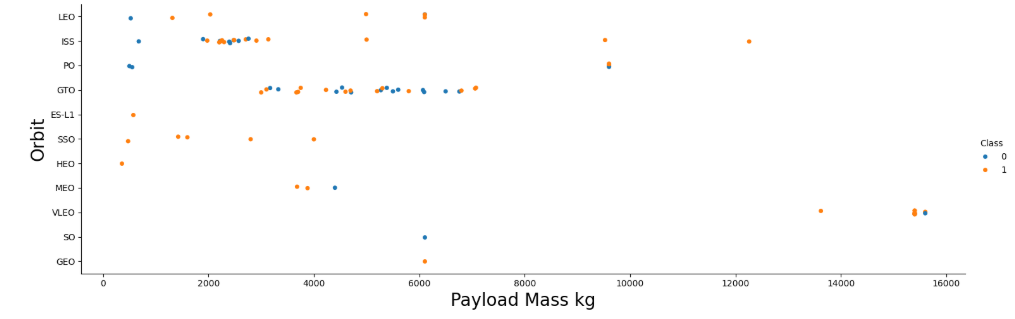 LEO
ISS
PO
GTO
ES-L1
SSO
HEO
MEO
VLEO
SO
GEO
Orbit
0 2000 4000 6000 8000 10000 12000 14000 16000
Payload Mass kg
Class
0
1